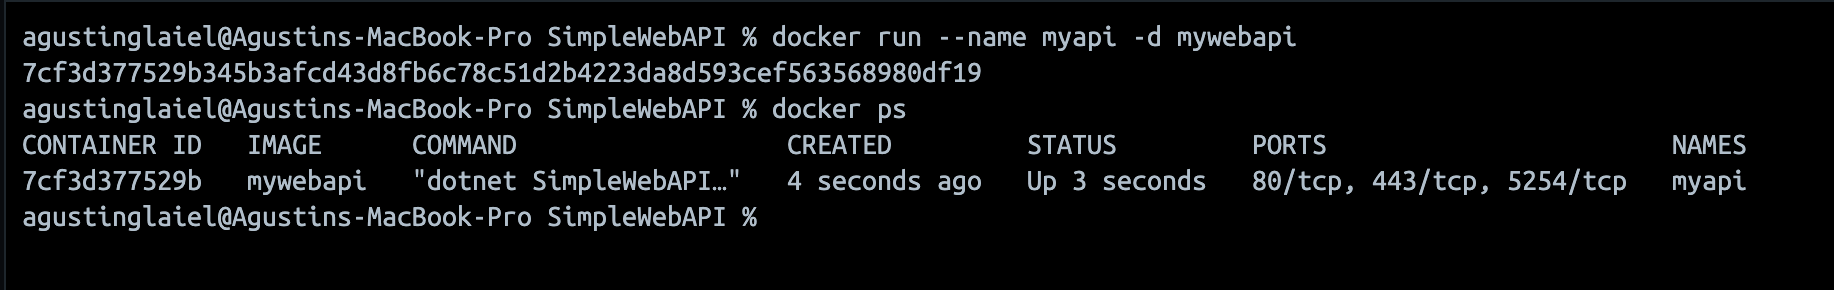 agustinglaiel@Agustins-MacBook-Pro SimpleWebAPI % docker run --name myapi -d mywebapi
7cf3d377529b345b3afcd43d8fb6c78c51d2b4223da8d593cef563568980df19
agustinglaiel@Agustins-MacBook-Pro SimpleWebAPI % docker ps
CONTAINER ID   IMAGE      COMMAND                  CREATED         STATUS         PORTS                       NAMES
7cf3d377529b   mywebapi   "dotnet SimpleWebAPI…"   4 seconds ago   Up 3 seconds   80/tcp, 443/tcp, 5254/tcp   myapi
agustinglaiel@Agustins-MacBook-Pro SimpleWebAPI %